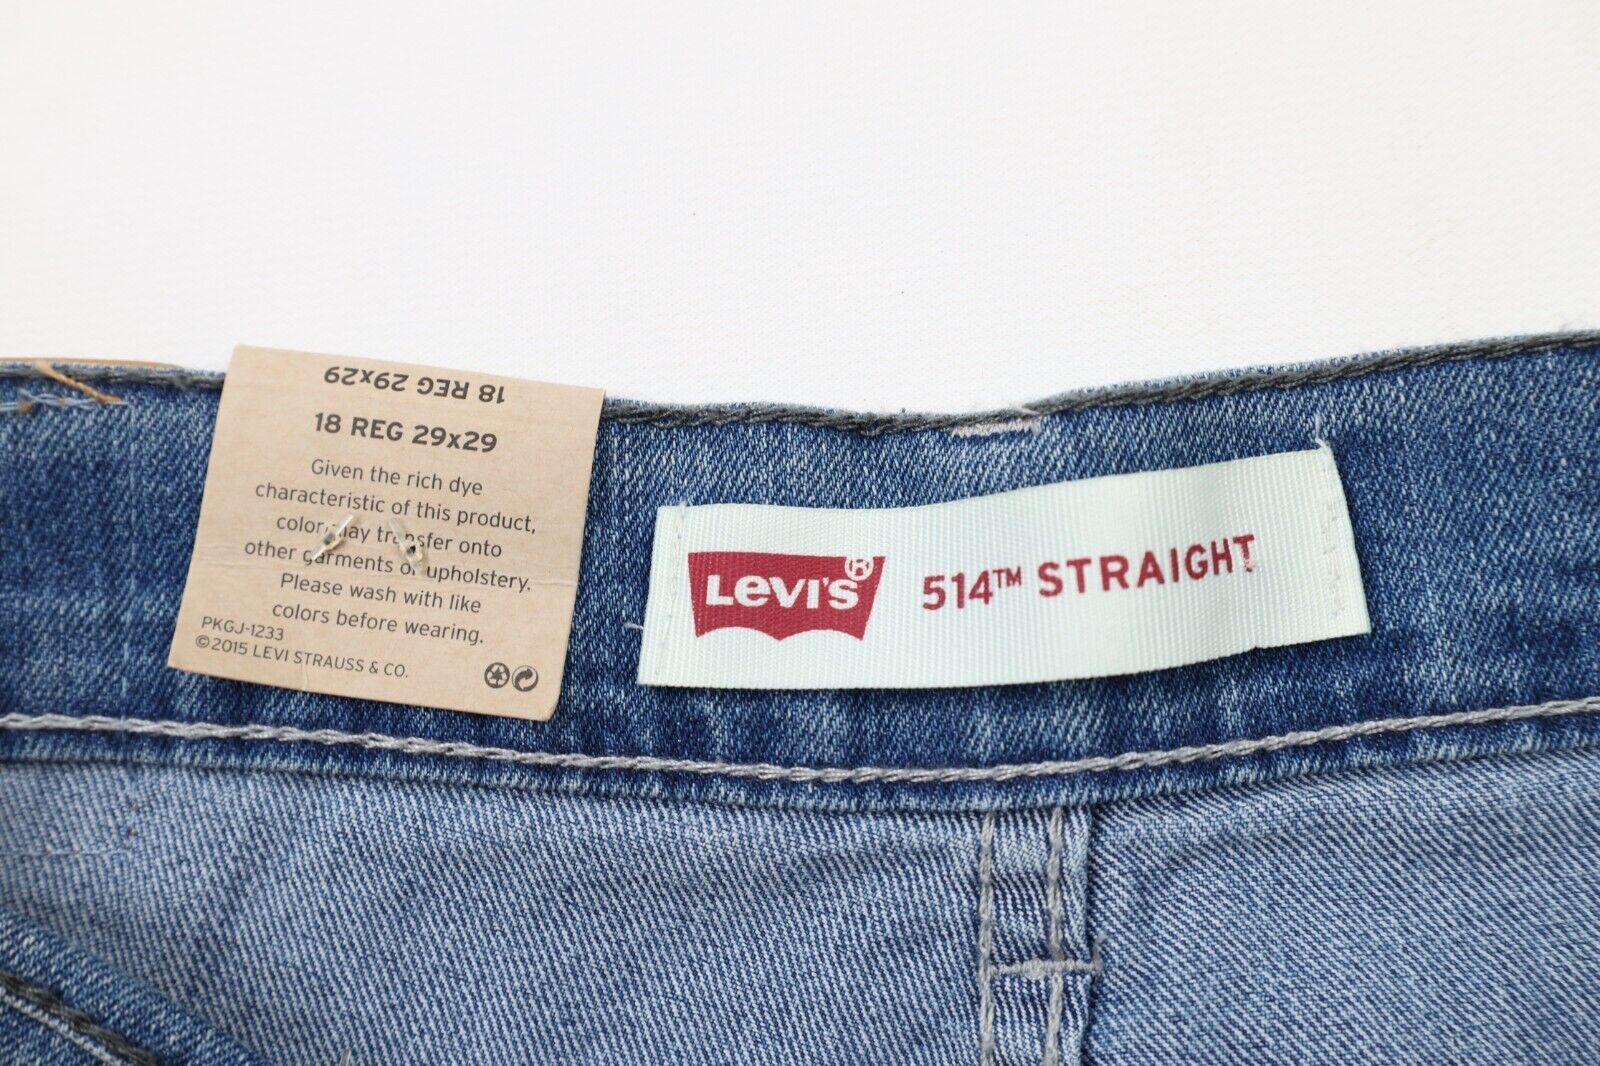 18 REG 29x29
18 REG 29x29
Given the rich dye
characteristic of this product,
color may transfer onto
other garments or upholstery.
Please wash with like
colors before wearing.
PKGJ-1233
©2015 LEVI STRAUSS & CO.
LEVI'S® 514™ STRAIGHT